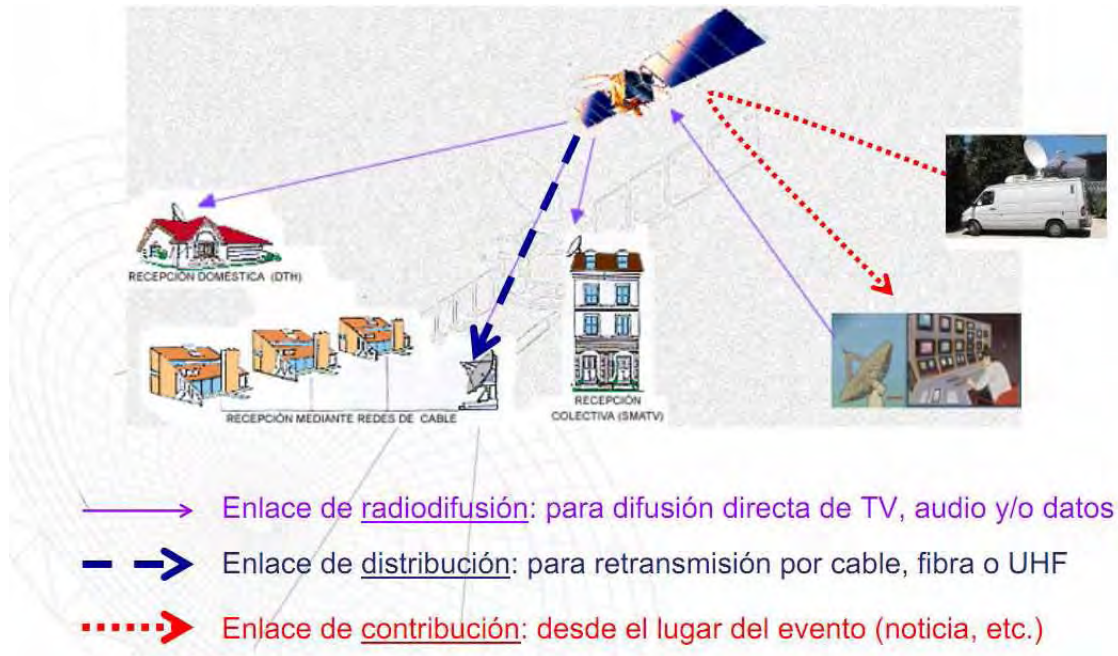 RECEPCIÓN DOMÉSTICA (DTH)
RECEPCIÓN MEDIANTE REDES DE CABLE
RECEPCIÓN
COLECTIVA (SMATV)
Enlace de radiodifusión: para difusión directa de TV, audio y/o datos
Enlace de distribución: para retransmisión por cable, fibra o UHF
Enlace de contribución: desde el lugar del evento (noticia, etc.)